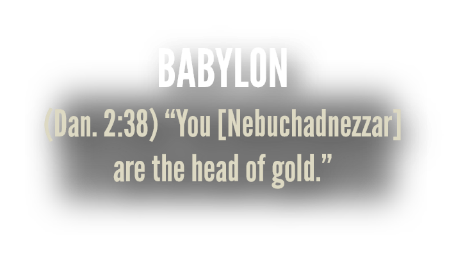 BABYLON
(Dan. 2:38) “You [Nebuchadnezzar]
are the head of gold.”